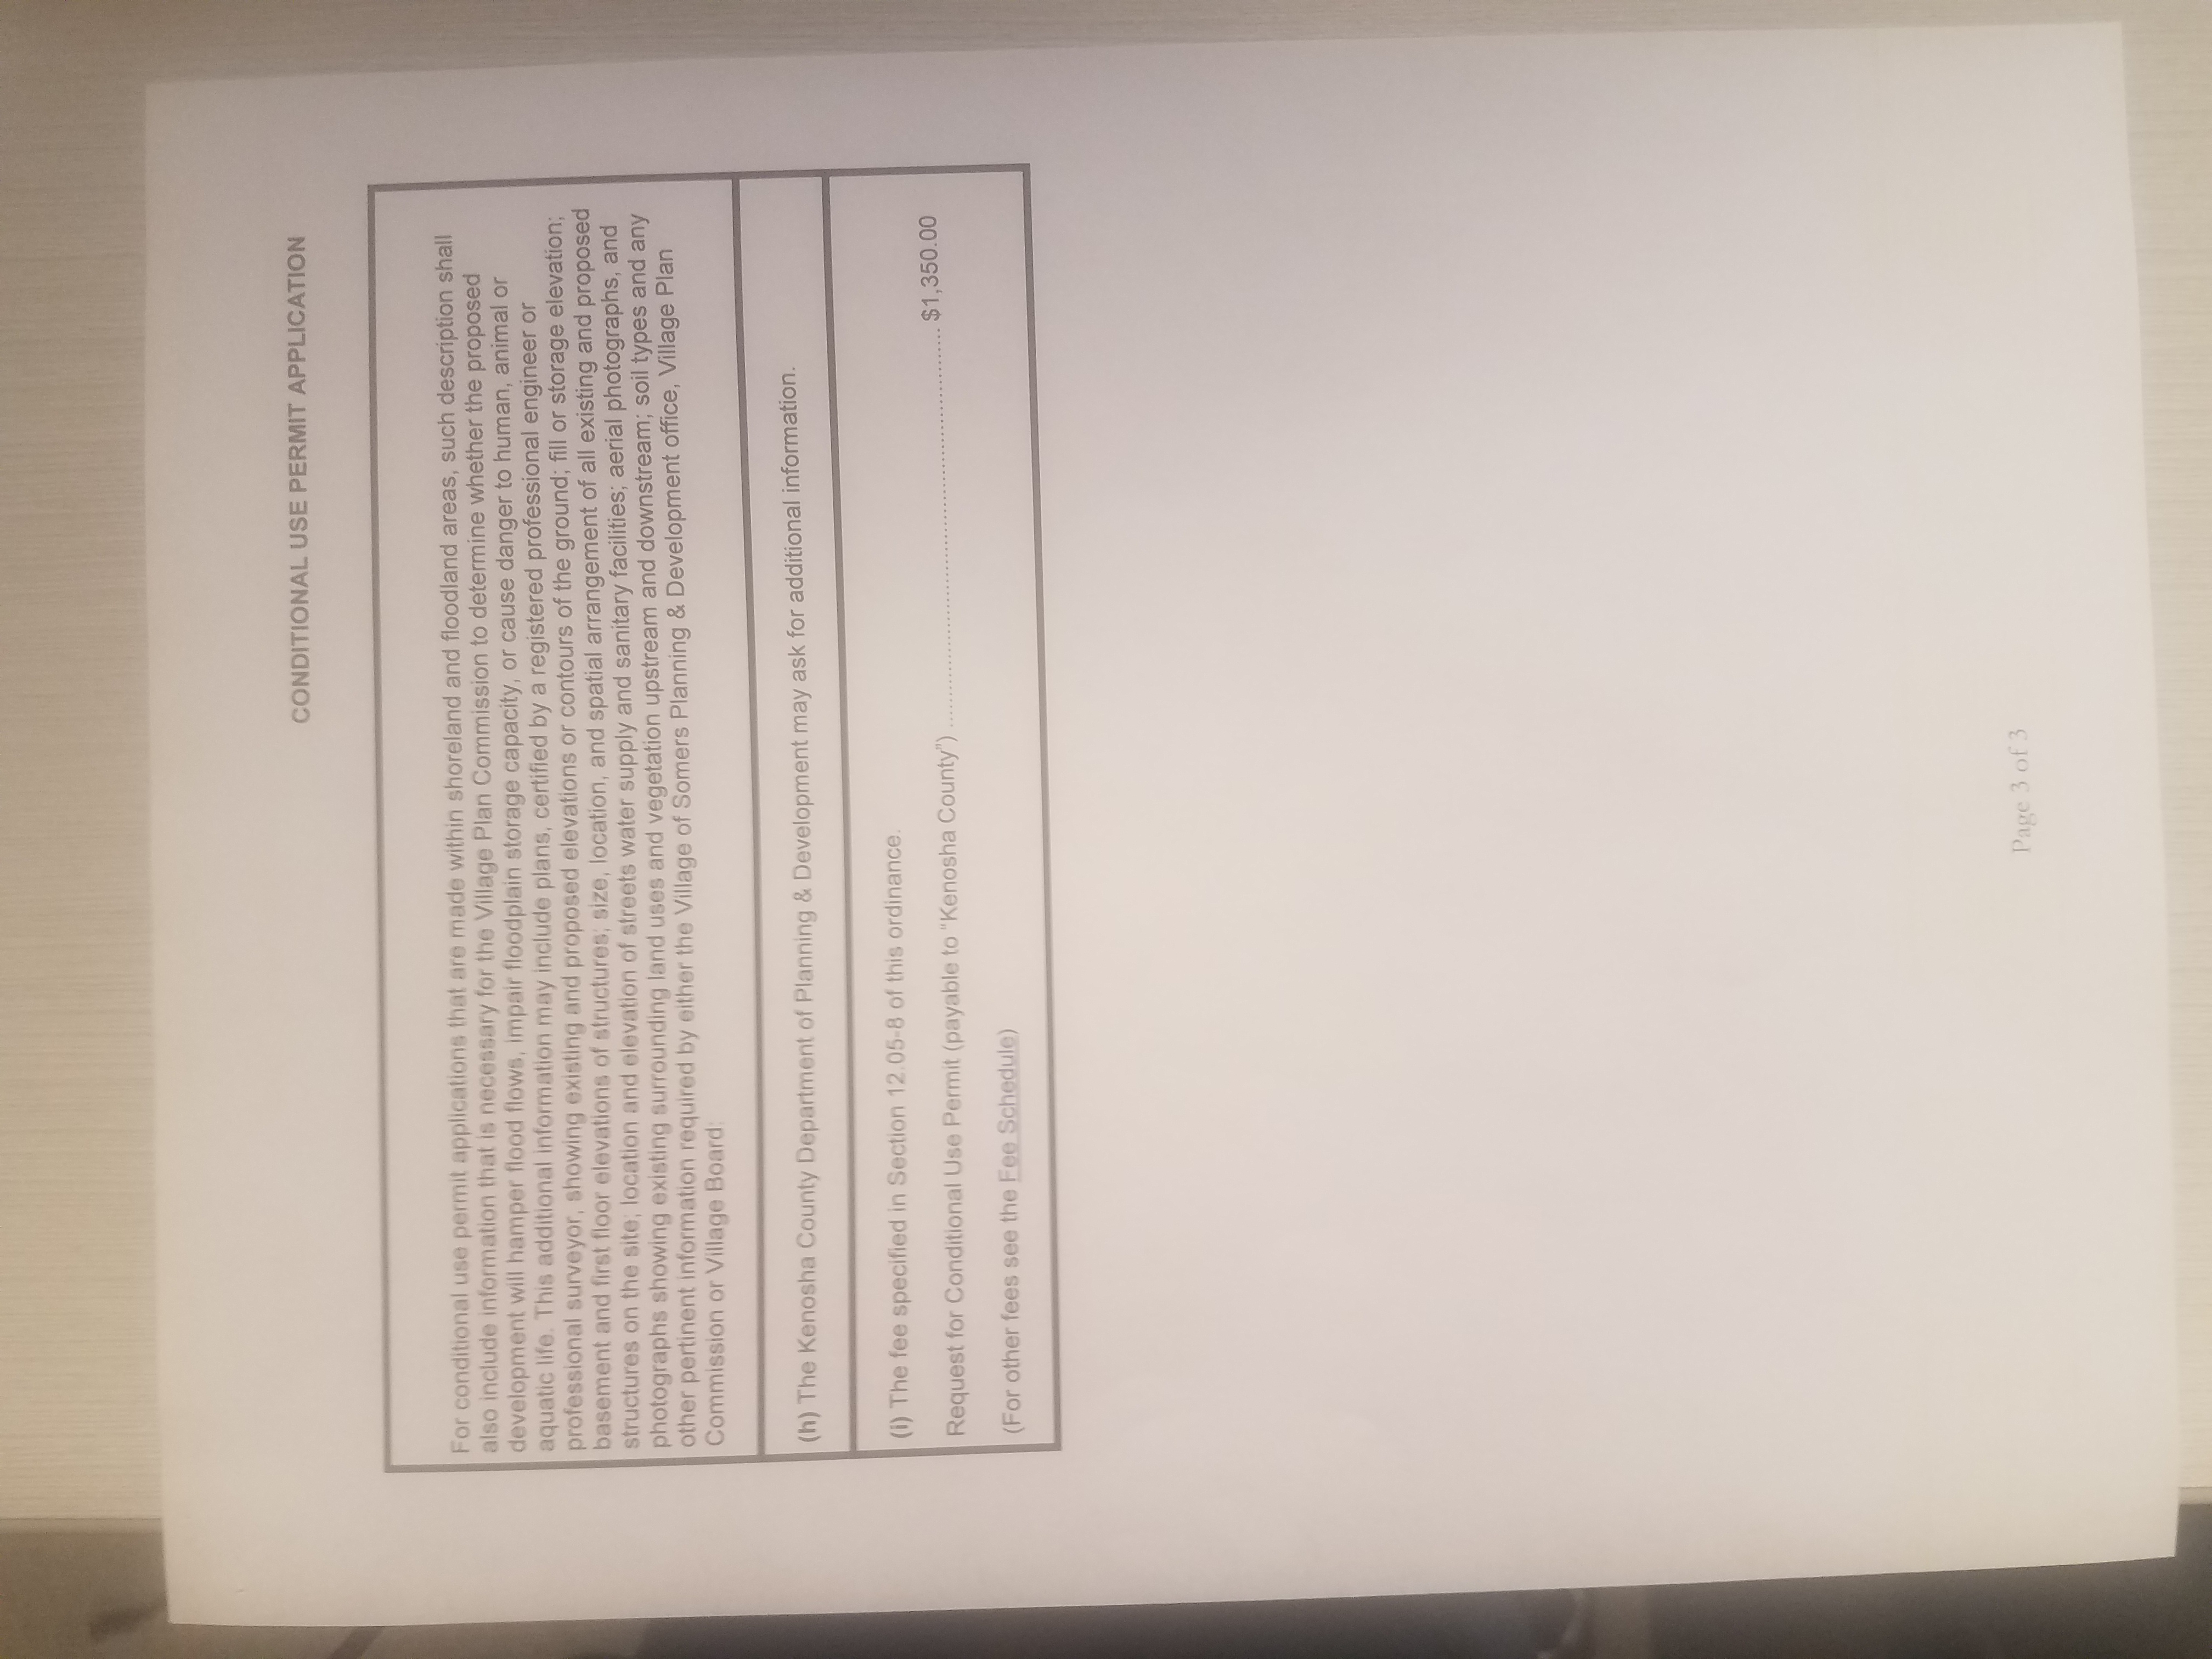 CONDITIONAL USE PERMIT APPLICATION
For conditional use permit applications that are made within shoreland and floodland areas, such description shall
also include information that is necessary for the Village Plan Commission to determine whether the proposed
development will hamper flood flows, impair floodplain storage capacity, or cause danger to human, animal or
aquatic life. This additional information may include plans, certified by a registered professional engineer or
professional surveyor, showing existing and proposed elevations or contours of the ground; fill or storage elevation;
basement and first floor elevations of structures; size, location, and spatial arrangement of all existing and proposed
structures on the site; location and elevation of streets water supply and sanitary facilities; aerial photographs, and
photographs showing existing surrounding land uses and vegetation upstream and downstream; soil types and any
other pertinent information required by either the Village of Somers Planning & Development office, Village Plan
Commission or Village Board:
(h) The Kenosha County Department of Planning & Development may ask for additional information.
(i) The fee specified in Section 12.05-8 of this ordinance.
Request for Conditional Use Permit (payable to "Kenosha County") ........................................................... $1,350.00
(For other fees see the Fee Schedule)
Page 3 of 3